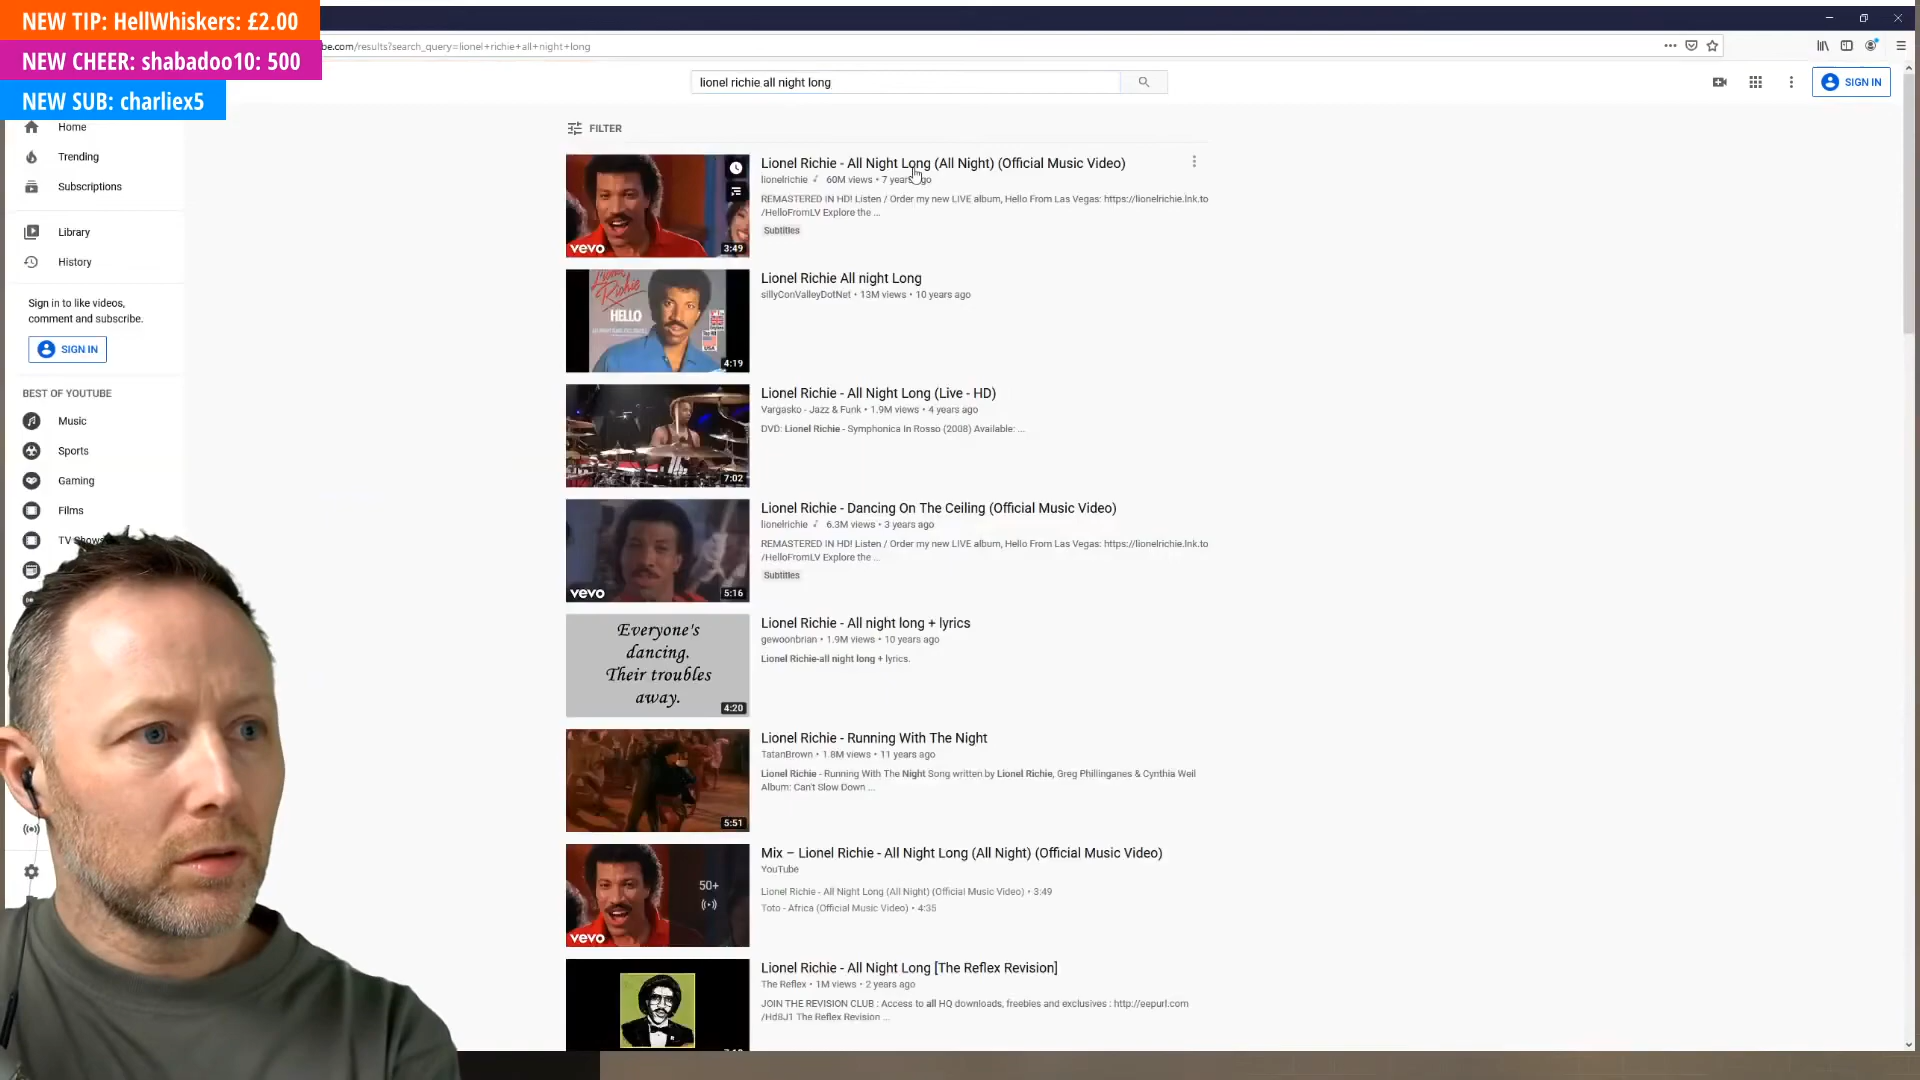 NEW TIP: HellWhiskers: £2.00
NEW CHEER: shabadoo10: 500
NEW SUB: charliex5
be.com/results?search_query=lionel+richie+all+night+long
lionel richie all night long
SIGN IN
Home
Trending
Subscriptions
Library
History
Sign in to like videos,
comment and subscribe.
SIGN IN
BEST OF YOUTUBE
Music
Sports
Gaming
Films
TV Shows
FILTER
Lionel Richie - All Night Long (All Night) (Official Music Video)
lionelrichie 60M views • 7 years ago
REMASTERED IN HD! Listen / Order my new LIVE album, Hello From Las Vegas: https://lionelrichie.lnk.to
/HelloFromLV Explore the ...
Subtitles
vevo
3:49
Lionel Richie All night Long
sillyConValleyDotNet • 13M views • 10 years ago
Lionel
Richie
HELLO
4:19
Lionel Richie - All Night Long (Live - HD)
Vargasko - Jazz & Funk • 1.9M views • 4 years ago
DVD: Lionel Richie - Symphonica In Rosso (2008) Available: ...
7:02
Lionel Richie - Dancing On The Ceiling (Official Music Video)
lionelrichie 6.3M views • 3 years ago
REMASTERED IN HD! Listen / Order my new LIVE album, Hello From Las Vegas: https://lionelrichie.lnk.to
/HelloFromLV Explore the ...
Subtitles
vevo
5:16
Lionel Richie - All night long + lyrics
gewoonbrian • 1.9M views • 10 years ago
Lionel Richie-all night long + lyrics.
Everyone's
dancing.
Their troubles
away.
4:20
Lionel Richie - Running With The Night
TatanBrown • 1.8M views • 11 years ago
Lionel Richie - Running With The Night Song written by Lionel Richie, Greg Phillinganes & Cynthia Weil
Album: Can't Slow Down ...
5:51
Mix – Lionel Richie - All Night Long (All Night) (Official Music Video)
YouTube
Lionel Richie - All Night Long (All Night) (Official Music Video) • 3:49
Toto - Africa (Official Music Video) • 4:35
50+
vevo
Lionel Richie - All Night Long [The Reflex Revision]
The Reflex • 1M views • 2 years ago
JOIN THE REVISION CLUB : Access to all HQ downloads, freebies and exclusives : http://eepurl.com
/Hd8J1 The Reflex Revision ...